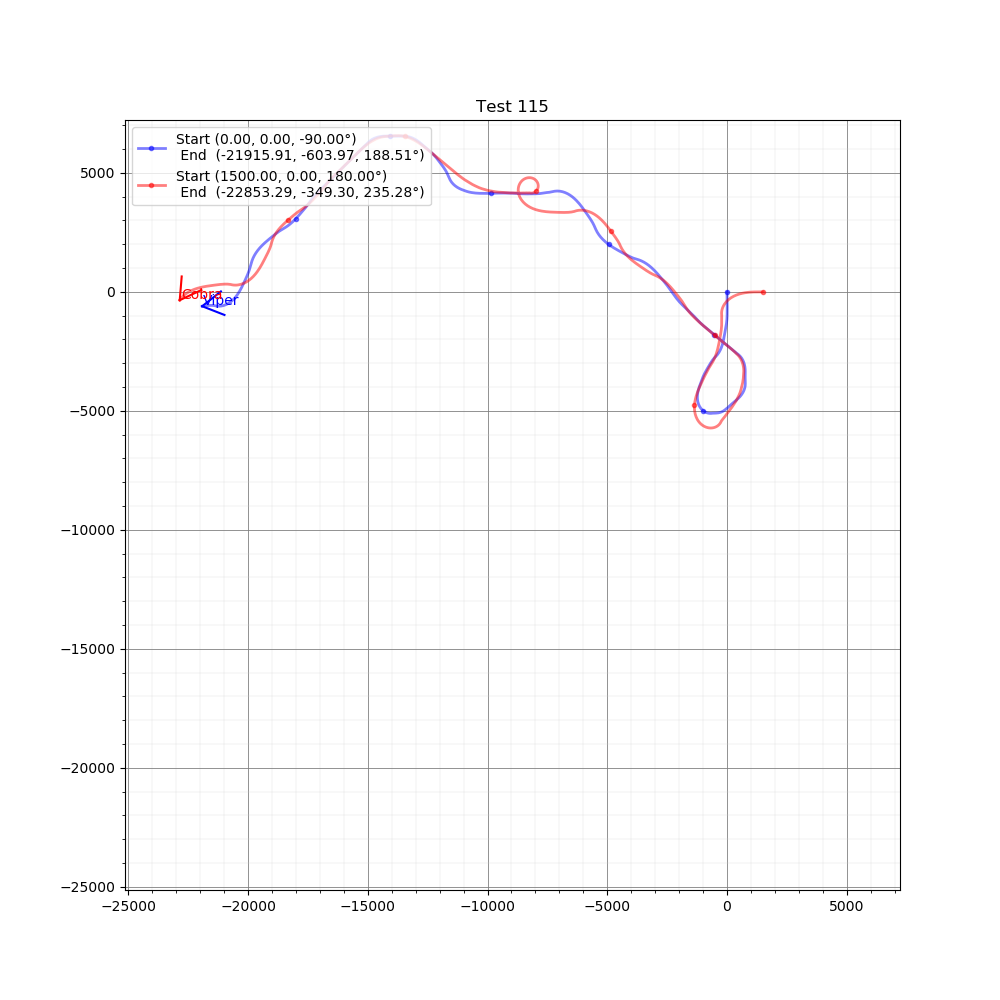 Test 115
Start (0.00, 0.00, -90.00°)
End (-21915.91, -603.97, 188.51°)
Start (1500.00, 0.00, 180.00°)
End (-22853.29, -349.30, 235.28°)
5000
0
−5000
−10000
−15000
−20000
−25000
Cobra
Viper
−25000 −20000 −15000 −10000 −5000 0 5000